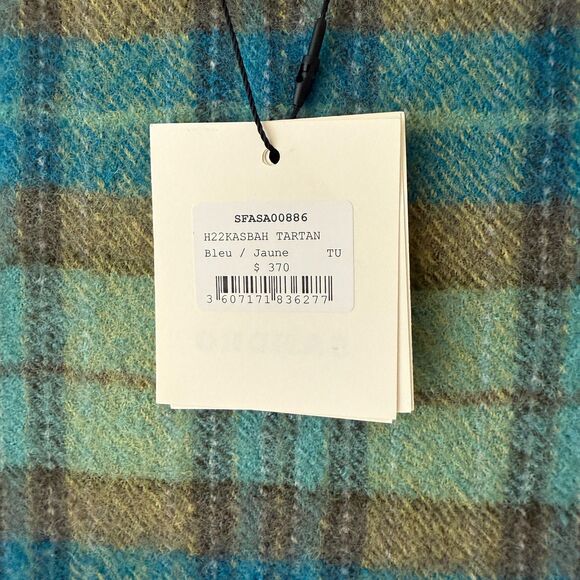 SFASA00886
H22KASBAH TARTAN
Bleu / Jaune TU
$ 370
3 607171 836277